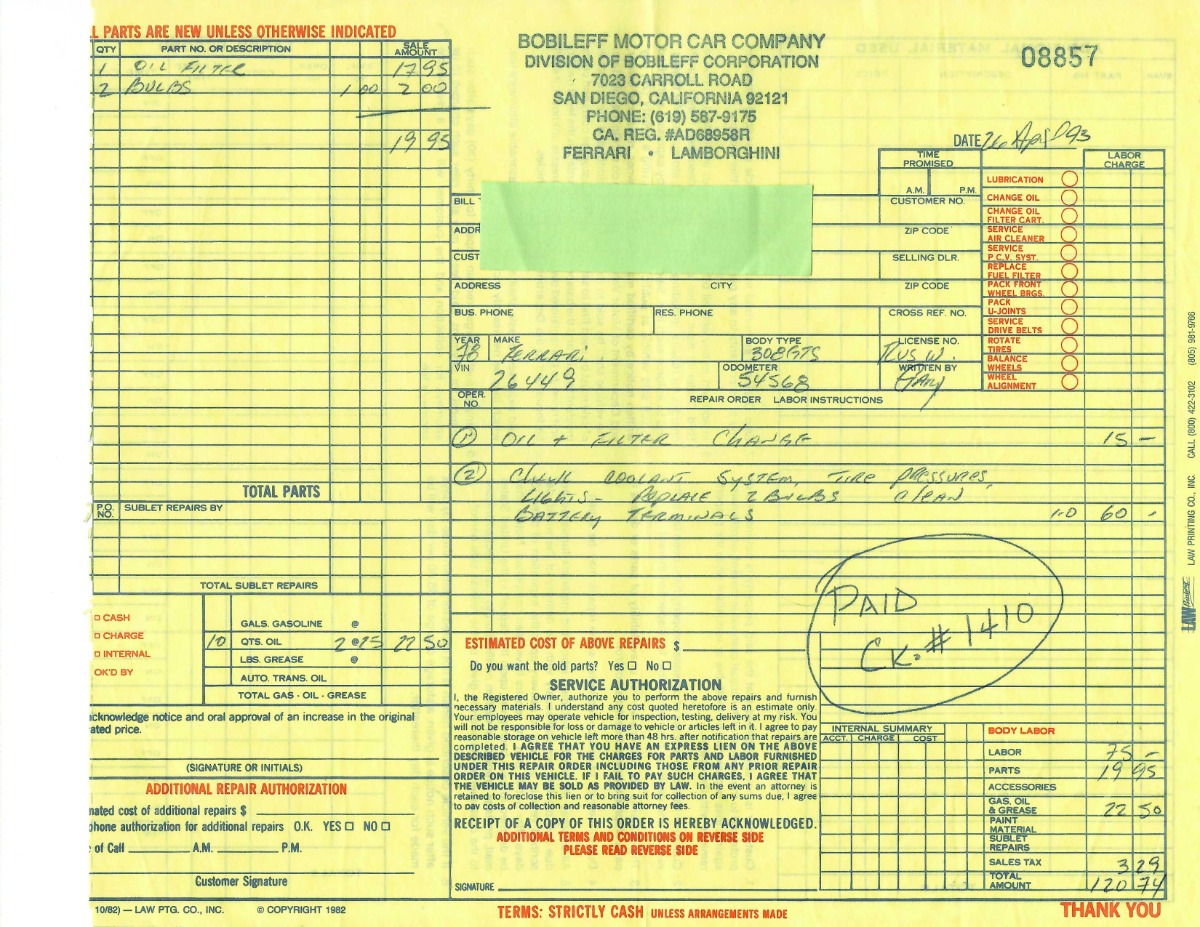 L PARTS ARE NEW UNLESS OTHERWISE INDICATED
QTY PART NO. OR DESCRIPTION SALE AMOUNT
1 OIL FILTER 17 95
2 BULBS 1 00 2 00
19 95
TOTAL PARTS
P.O. NO. SUBLET REPAIRS BY
TOTAL SUBLET REPAIRS
CASH
CHARGE
INTERNAL
OK'D BY
GALS. GASOLINE @
10 QTS. OIL 2 @ 25 22 50
LBS. GREASE @
AUTO. TRANS. OIL
TOTAL GAS - OIL - GREASE
acknowledge notice and oral approval of an increase in the original
ated price.
(SIGNATURE OR INITIALS)
ADDITIONAL REPAIR AUTHORIZATION
mated cost of additional repairs $
phone authorization for additional repairs O.K. YES □ NO □
of Call A.M. P.M.
Customer Signature
10/82) — LAW PTG. CO., INC. © COPYRIGHT 1982
BOBILEFF MOTOR CAR COMPANY
DIVISION OF BOBILEFF CORPORATION
7023 CARROLL ROAD
SAN DIEGO, CALIFORNIA 92121
PHONE: (619) 587-9175
CA. REG. #AD68958R
FERRARI • LAMBORGHINI
08857
DATE 26 April 93
TIME PROMISED
A.M. P.M.
LABOR CHARGE
BILL
CUSTOMER NO.
ADDR
ZIP CODE
CUST
SELLING DLR.
ADDRESS CITY ZIP CODE
BUS. PHONE RES. PHONE CROSS REF. NO.
YEAR MAKE BODY TYPE LICENSE NO.
78 FERRARI 308GTS
VIN ODOMETER WRITTEN BY
26449 54568
LUBRICATION
CHANGE OIL
CHANGE OIL FILTER CART.
SERVICE AIR CLEANER
SERVICE P.C.V. SYST.
REPLACE FUEL FILTER
PACK FRONT WHEEL BRGS.
PACK U-JOINTS
SERVICE DRIVE BELTS
ROTATE TIRES
BALANCE WHEELS
WHEEL ALIGNMENT
OPER. NO. REPAIR ORDER LABOR INSTRUCTIONS
1 OIL + FILTER CHANGE 15 —
2 CHECK COOLANT SYSTEM, TIRE PRESSURES,
LIGHTS - REPLACE 2 BULBS CLEAN
BATTERY TERMINALS 1.0 60 -
PAID
CK. # 1410
ESTIMATED COST OF ABOVE REPAIRS $
Do you want the old parts? Yes □ No □
SERVICE AUTHORIZATION
I, the Registered Owner, authorize you to perform the above repairs and furnish
necessary materials. I understand any cost quoted heretofore is an estimate only.
Your employees may operate vehicle for inspection, testing, delivery at my risk. You
will not be responsible for loss or damage to vehicle or articles left in it. I agree to pay
reasonable storage on vehicle left more than 48 hrs. after notification that repairs are
completed. I AGREE THAT YOU HAVE AN EXPRESS LIEN ON THE ABOVE
DESCRIBED VEHICLE FOR THE CHARGES FOR PARTS AND LABOR FURNISHED
UNDER THIS REPAIR ORDER INCLUDING THOSE FROM ANY PRIOR REPAIR
ORDER ON THIS VEHICLE. IF I FAIL TO PAY SUCH CHARGES, I AGREE THAT
THE VEHICLE MAY BE SOLD AS PROVIDED BY LAW. In the event an attorney is
retained to foreclose this lien or to bring suit for collection of any sums due, I agree
to pay costs of collection and reasonable attorney fees.
RECEIPT OF A COPY OF THIS ORDER IS HEREBY ACKNOWLEDGED.
ADDITIONAL TERMS AND CONDITIONS ON REVERSE SIDE
PLEASE READ REVERSE SIDE
SIGNATURE
INTERNAL SUMMARY
ACCT. CHARGE COST
BODY LABOR
LABOR 75 —
PARTS 19 95
ACCESSORIES
GAS, OIL & GREASE 22 50
PAINT MATERIAL
SUBLET REPAIRS
SALES TAX 3 29
TOTAL AMOUNT 120 74
TERMS: STRICTLY CASH UNLESS ARRANGEMENTS MADE
THANK YOU
LAW LAW PRINTING CO., INC. CALL (800) 422-3102 (805) 981-9766